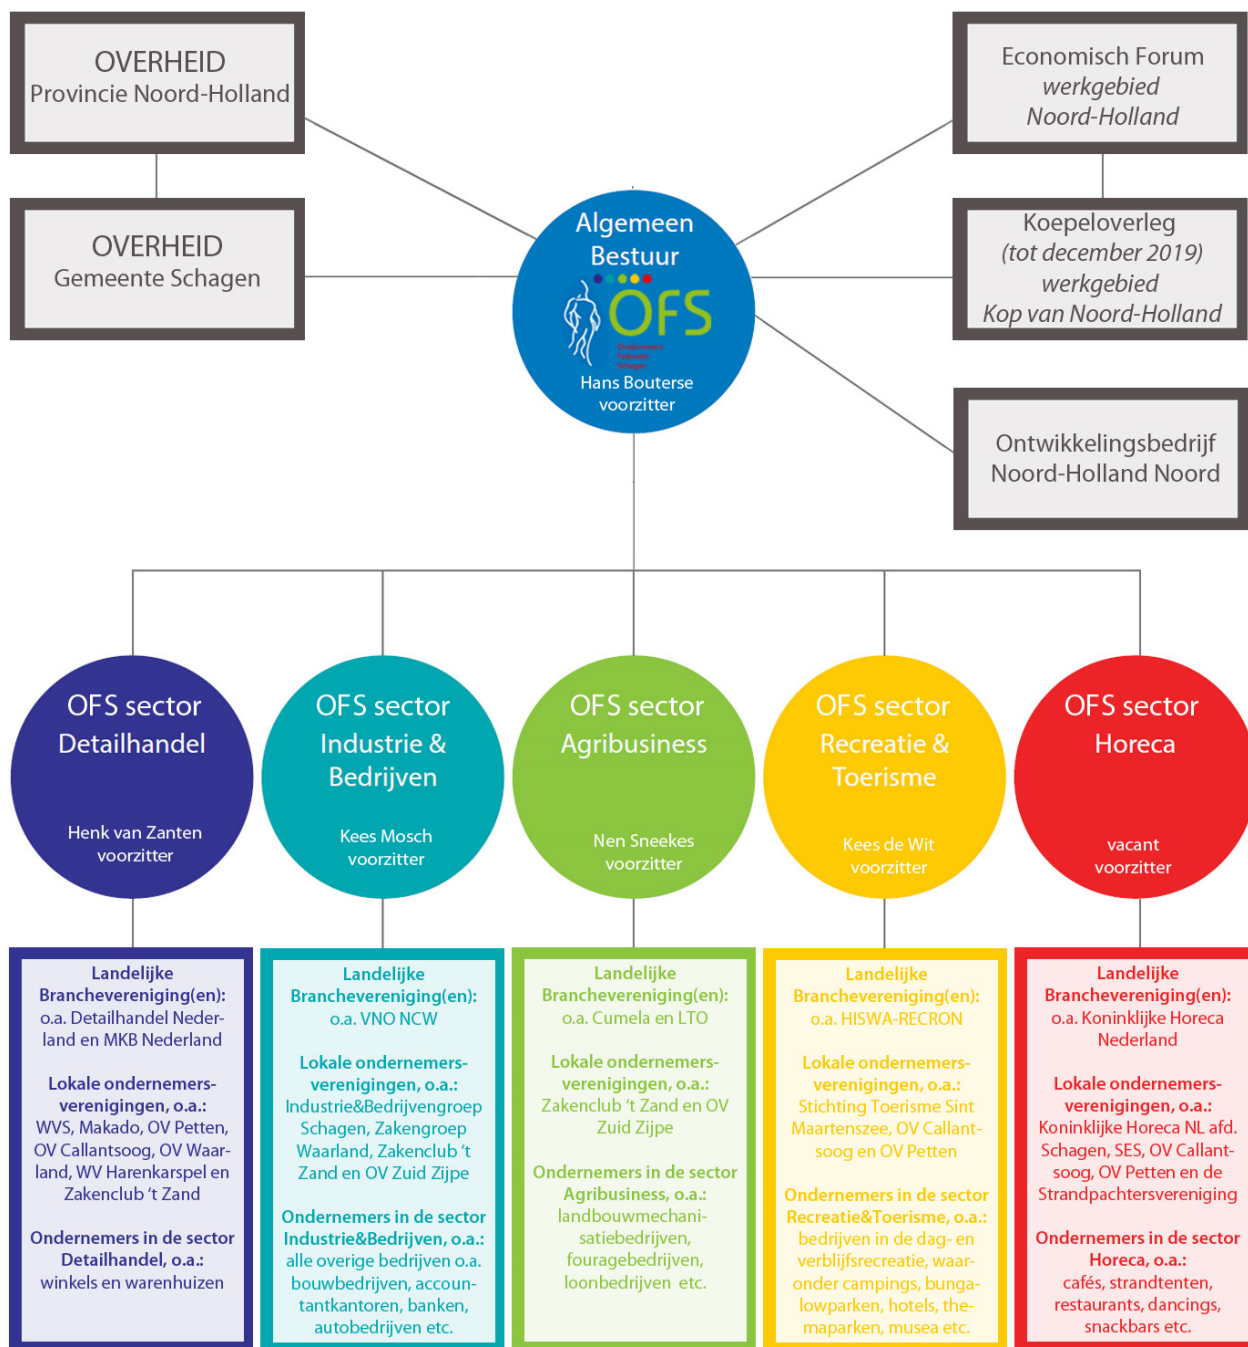 OVERHEID
Provincie Noord-Holland
OVERHEID
Gemeente Schagen
Algemeen
Bestuur
ÖFS
Ondernemers
Federatie
Schagen
Hans Bouterse
voorzitter
Economisch Forum
werkgebied
Noord-Holland
Koepeloverleg
(tot december 2019)
werkgebied
Kop van Noord-Holland
Ontwikkelingsbedrijf
Noord-Holland Noord
OFS sector
Detailhandel
Henk van Zanten
voorzitter
OFS sector
Industrie &
Bedrijven
Kees Mosch
voorzitter
OFS sector
Agribusiness
Nen Sneekes
voorzitter
OFS sector
Recreatie &
Toerisme
Kees de Wit
voorzitter
OFS sector
Horeca
vacant
voorzitter
Landelijke
Branchevereniging(en):
o.a. Detailhandel Neder-
land en MKB Nederland
Lokale ondernemers-
verenigingen, o.a.:
WVS, Makado, OV Petten,
OV Callantsoog, OV Waar-
land, WV Harenkarspel en
Zakenclub ‘t Zand
Ondernemers in de sector
Detailhandel, o.a.:
winkels en warenhuizen
Landelijke
Branchevereniging(en):
o.a. VNO NCW
Lokale ondernemers-
verenigingen, o.a.:
Industrie&Bedrijvengroep
Schagen, Zakengroep
Waarland, Zakenclub ‘t
Zand en OV Zuid Zijpe
Ondernemers in de sector
Industrie&Bedrijven, o.a.:
alle overige bedrijven o.a.
bouwbedrijven, accoun-
tantkantoren, banken,
autobedrijven etc.
Landelijke
Branchevereniging(en):
o.a. Cumela en LTO
Lokale ondernemers-
verenigingen, o.a.:
Zakenclub ‘t Zand en OV
Zuid Zijpe
Ondernemers in de sector
Agribusiness, o.a.:
landbouwmechani-
satiebedrijven,
fouragebedrijven,
loonbedrijven etc.
Landelijke
Branchevereniging(en):
o.a. HISWA-RECRON
Lokale ondernemers-
verenigingen, o.a.:
Stichting Toerisme Sint
Maartenszee, OV Callant-
soog en OV Petten
Ondernemers in de sector
Recreatie&Toerisme, o.a.:
bedrijven in de dag- en
verblijfsrecreatie, waar-
onder campings, bunga-
lowparken, hotels, the-
maparken, musea etc.
Landelijke
Branchevereniging(en):
o.a. Koninklijke Horeca
Nederland
Lokale ondernemers-
verenigingen, o.a.:
Koninklijke Horeca NL afd.
Schagen, SES, OV Callant-
soog, OV Petten en de
Strandpachtersvereniging
Ondernemers in de sector
Horeca, o.a.:
cafés, strandtenten,
restaurants, dancings,
snackbars etc.